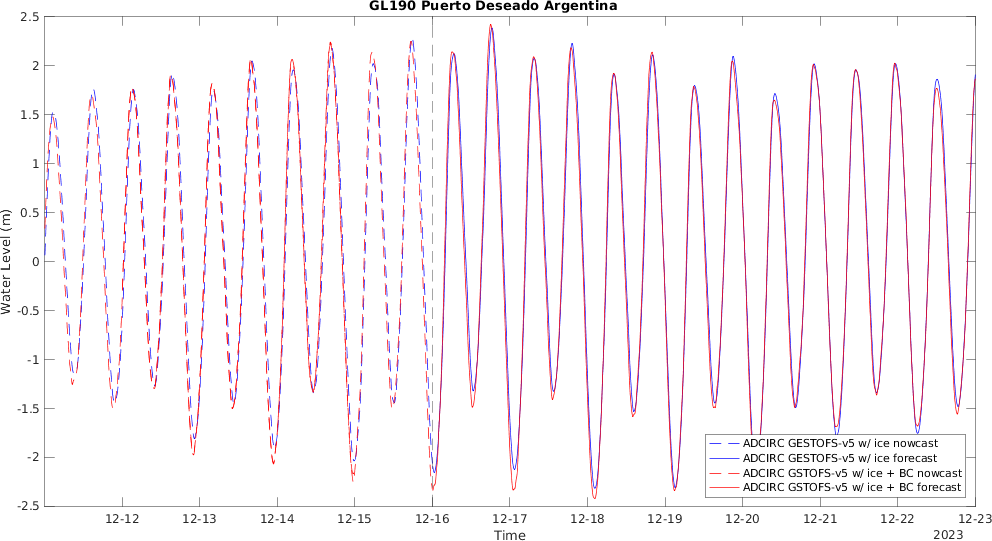 GL190 Puerto Deseado Argentina
2.5
2
1.5
1
0.5
0
-0.5
-1
-1.5
-2
-2.5
Water Level (m)
ADCIRC GESTOFS-v5 w/ ice nowcast
ADCIRC GESTOFS-v5 w/ ice forecast
ADCIRC GSTOFS-v5 w/ ice + BC nowcast
ADCIRC GSTOFS-v5 w/ ice + BC forecast
12-12 12-13 12-14 12-15 12-16 12-17 12-18 12-19 12-20 12-21 12-22 12-23
Time
2023